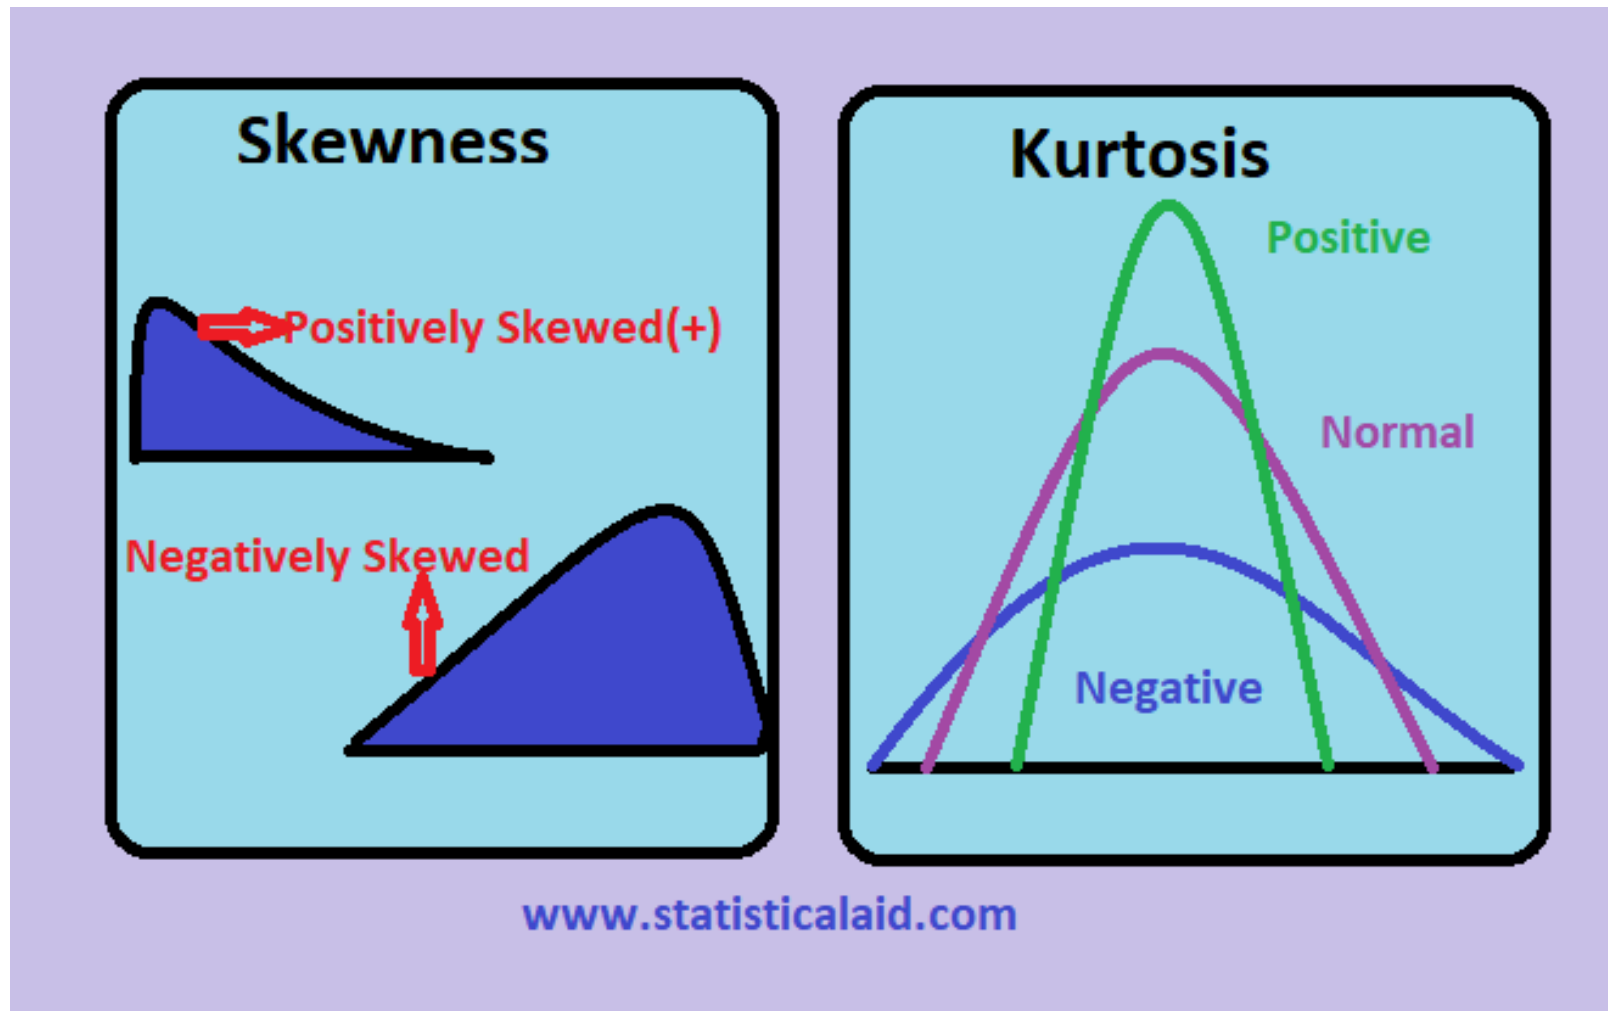 Skewness
Positively Skewed(+)
Negatively Skewed
Kurtosis
Positive
Normal
Negative
www.statisticalaid.com